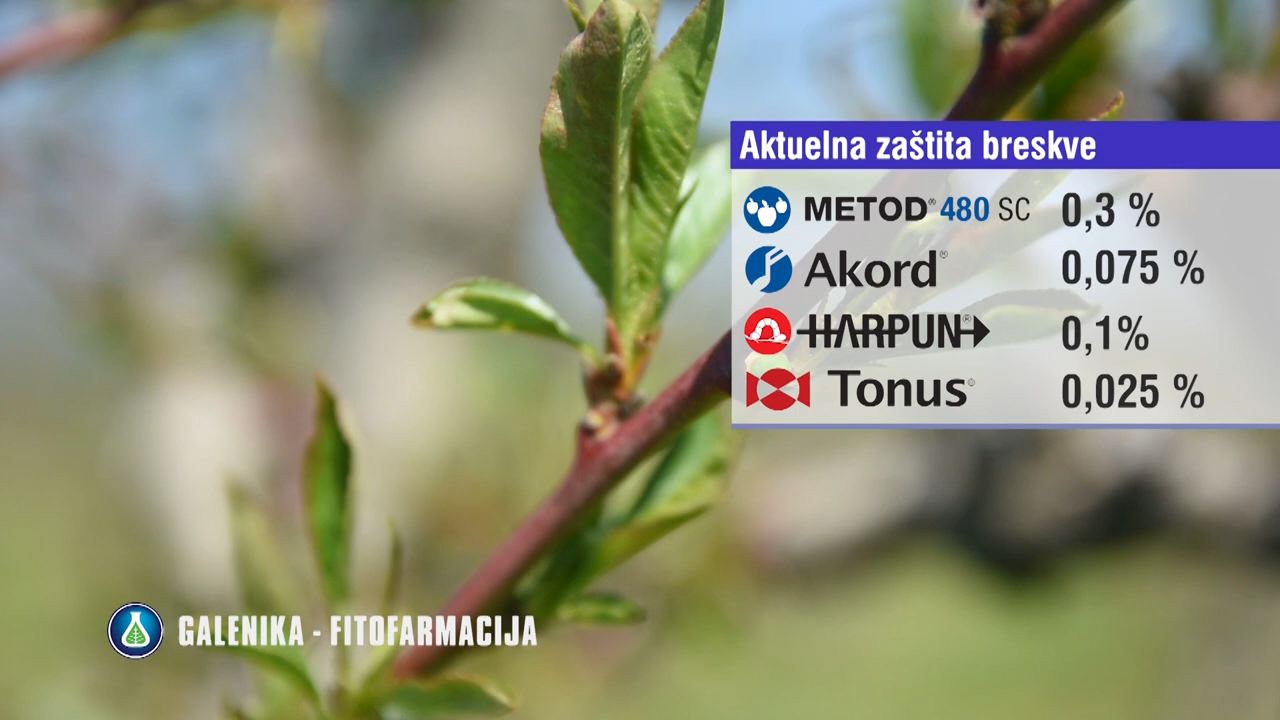 Aktuelna zaštita breskve
METOD® 480 SC 0,3 %
Akord® 0,075 %
HARPUN® 0,1%
Tonus® 0,025 %
GALENIKA - FITOFARMACIJA